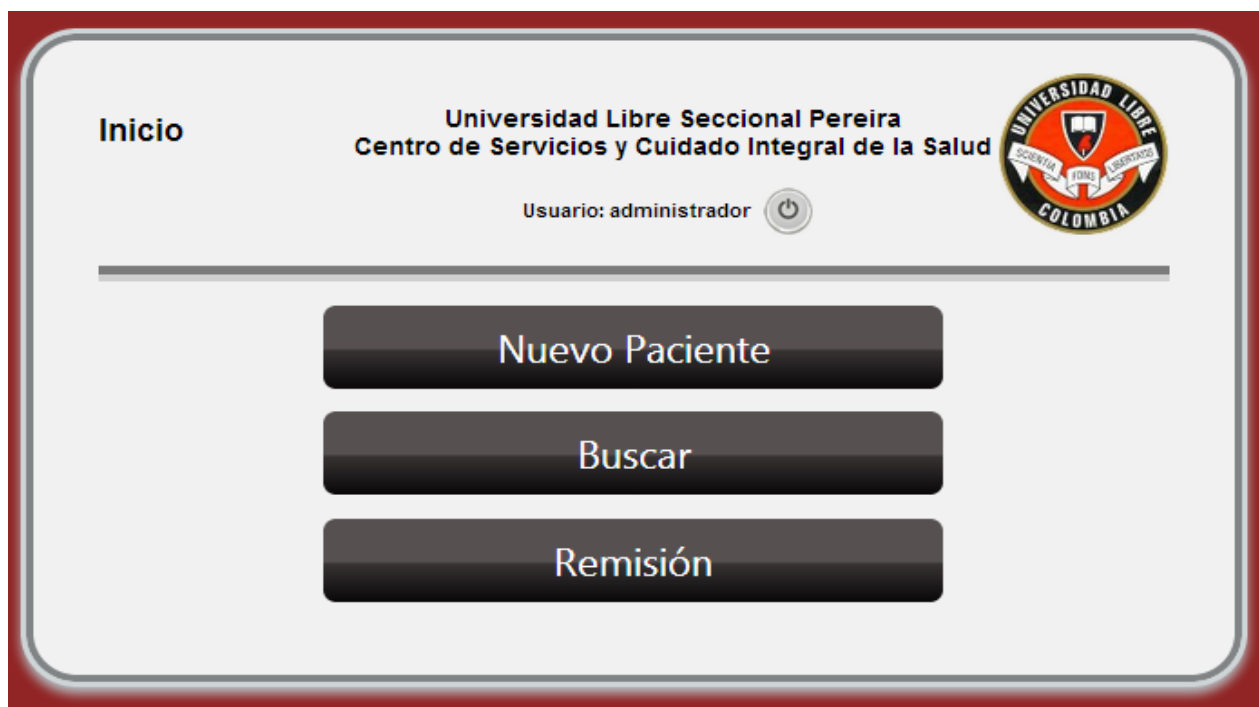 Inicio
Universidad Libre Seccional Pereira
Centro de Servicios y Cuidado Integral de la Salud
Usuario: administrador
UNIVERSIDAD LIBRE
SCIENTIA
FONS
LIBERTATIS
COLOMBIA
Nuevo Paciente
Buscar
Remisión